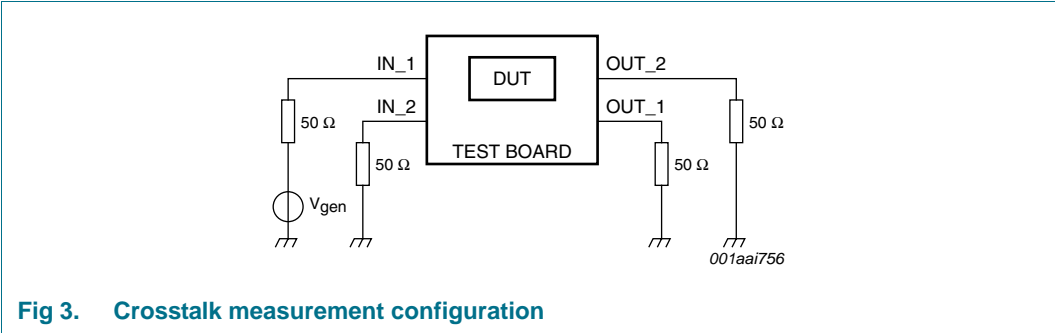 IN_1
OUT_2
DUT
IN_2
OUT_1
50 Ω
50 Ω
TEST BOARD
50 Ω
50 Ω
Vgen
001aai756
Fig 3. Crosstalk measurement configuration